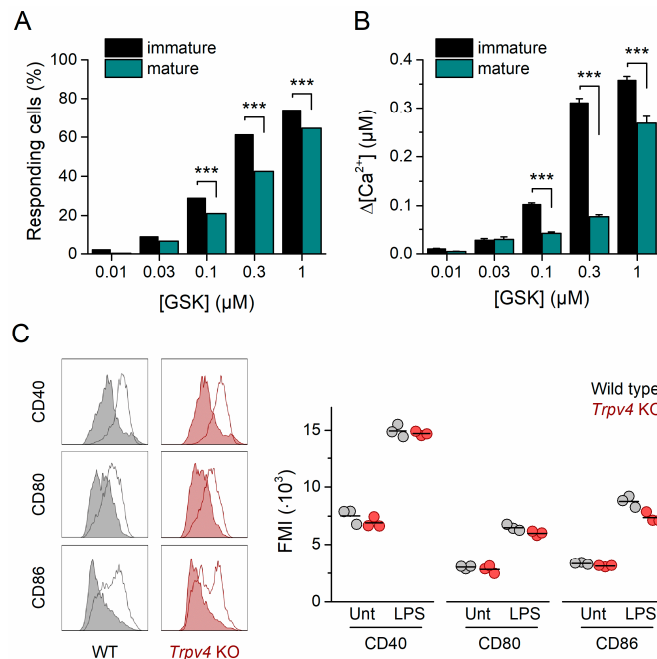 A
immature
mature
Responding cells (%)
100
80
60
40
20
0
***
***
***
0.01 0.03 0.1 0.3 1
[GSK] (µM)
B
immature
mature
Δ[Ca²⁺] (µM)
0.4
0.3
0.2
0.1
0.0
***
***
***
0.01 0.03 0.1 0.3 1
[GSK] (µM)
C
CD40
CD80
CD86
WT Trpv4 KO
Wild type
Trpv4 KO
FMI (·10³)
15
10
5
0
Unt LPS Unt LPS Unt LPS
CD40 CD80 CD86